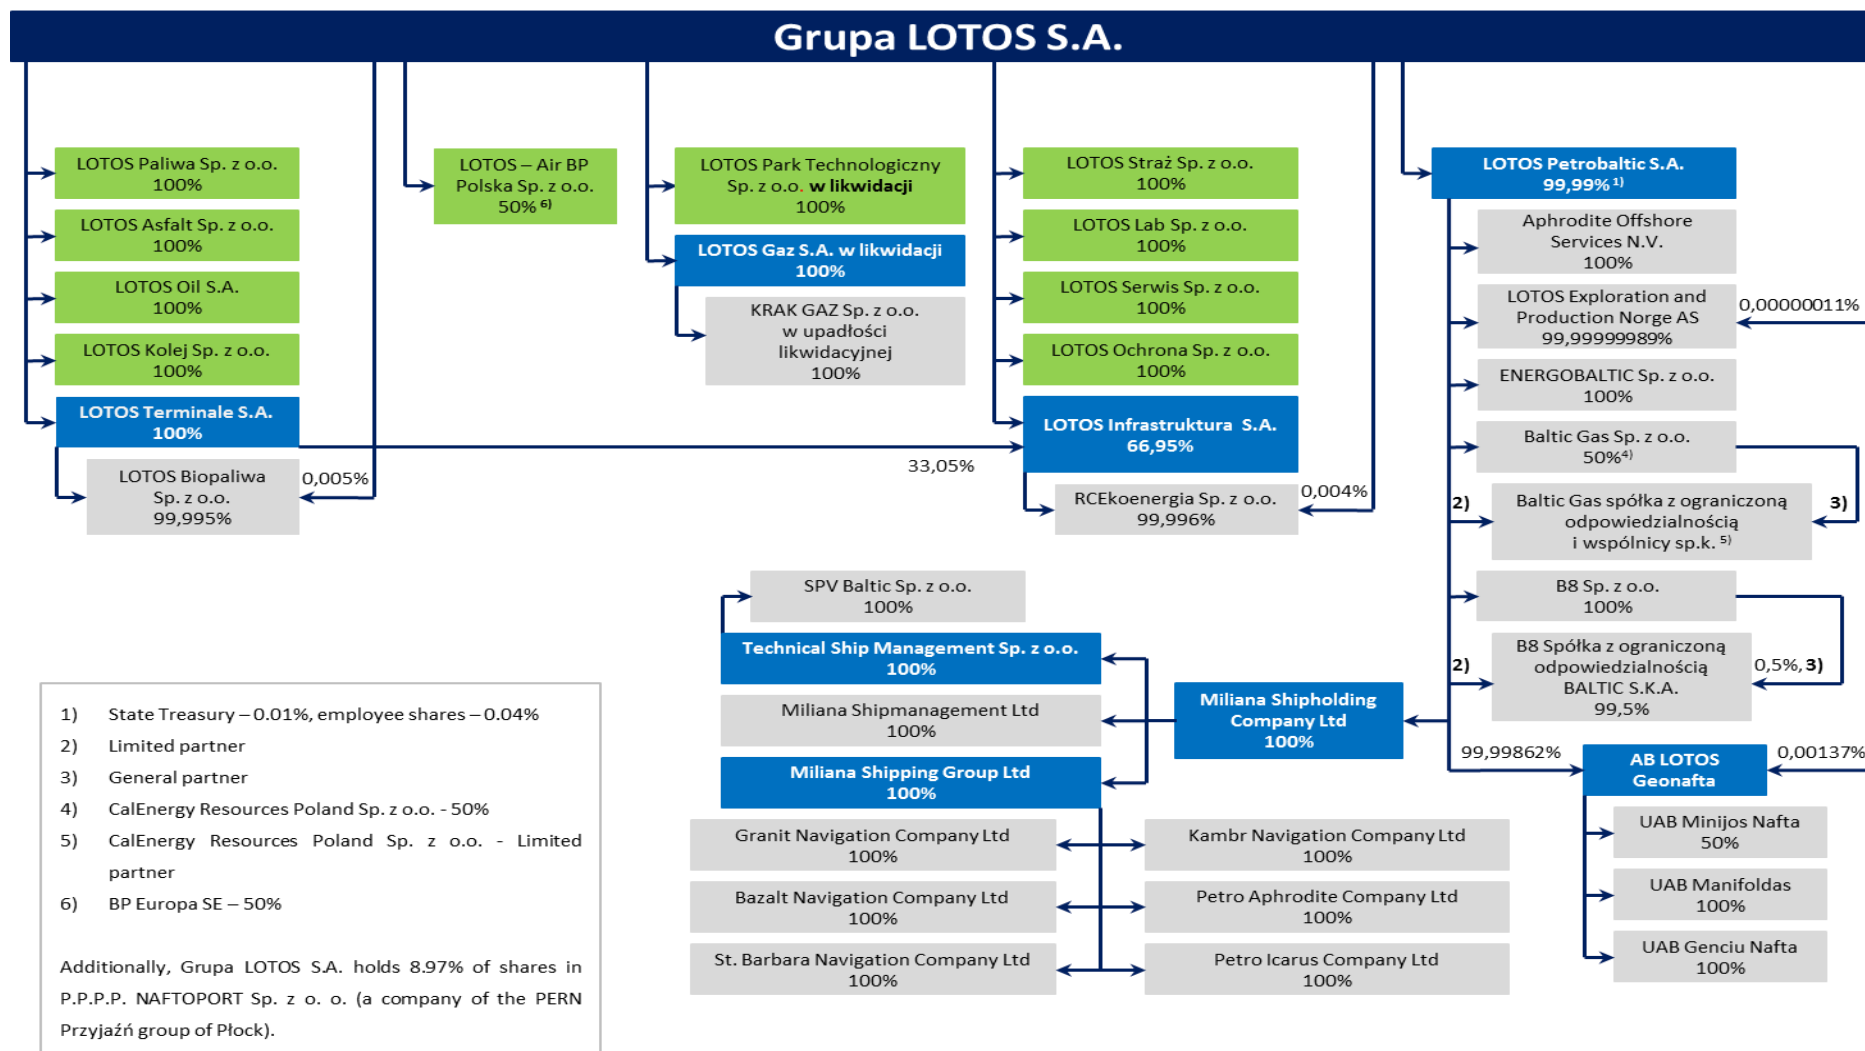 Grupa LOTOS S.A.
LOTOS Paliwa Sp. z o.o.
100%
LOTOS Asfalt Sp. z o.o.
100%
LOTOS Oil S.A.
100%
LOTOS Kolej Sp. z o.o.
100%
LOTOS Terminale S.A.
100%
LOTOS Biopaliwa
Sp. z o.o.
99,995%
0,005%
LOTOS – Air BP
Polska Sp. z o.o.
50% 6)
LOTOS Park Technologiczny
Sp. z o.o. w likwidacji
100%
LOTOS Gaz S.A. w likwidacji
100%
KRAK GAZ Sp. z o.o.
w upadłości
likwidacyjnej
100%
33,05%
LOTOS Straż Sp. z o.o.
100%
LOTOS Lab Sp. z o.o.
100%
LOTOS Serwis Sp. z o.o.
100%
LOTOS Ochrona Sp. z o.o.
100%
LOTOS Infrastruktura S.A.
66,95%
RCEkoenergia Sp. z o.o.
99,996%
0,004%
LOTOS Petrobaltic S.A.
99,99% 1)
Aphrodite Offshore
Services N.V.
100%
LOTOS Exploration and
Production Norge AS
99,99999989%
0,00000011%
ENERGOBALTIC Sp. z o.o.
100%
Baltic Gas Sp. z o.o.
50%4)
2)
Baltic Gas spółka z ograniczoną
odpowiedzialnością
i wspólnicy sp.k. 5)
3)
B8 Sp. z o.o.
100%
2)
B8 Spółka z ograniczoną
odpowiedzialnością
BALTIC S.K.A.
99,5%
0,5%, 3)
99,99862%
AB LOTOS
Geonafta
0,00137%
UAB Minijos Nafta
50%
UAB Manifoldas
100%
UAB Genciu Nafta
100%
SPV Baltic Sp. z o.o.
100%
Technical Ship Management Sp. z o.o.
100%
Miliana Shipmanagement Ltd
100%
Miliana Shipping Group Ltd
100%
Miliana Shipholding
Company Ltd
100%
Granit Navigation Company Ltd
100%
Kambr Navigation Company Ltd
100%
Bazalt Navigation Company Ltd
100%
Petro Aphrodite Company Ltd
100%
St. Barbara Navigation Company Ltd
100%
Petro Icarus Company Ltd
100%
1) State Treasury – 0.01%, employee shares – 0.04%
2) Limited partner
3) General partner
4) CalEnergy Resources Poland Sp. z o.o. - 50%
5) CalEnergy Resources Poland Sp. z o.o. - Limited
partner
6) BP Europa SE – 50%
Additionally, Grupa LOTOS S.A. holds 8.97% of shares in
P.P.P.P. NAFTOPORT Sp. z o. o. (a company of the PERN
Przyjaźń group of Płock).